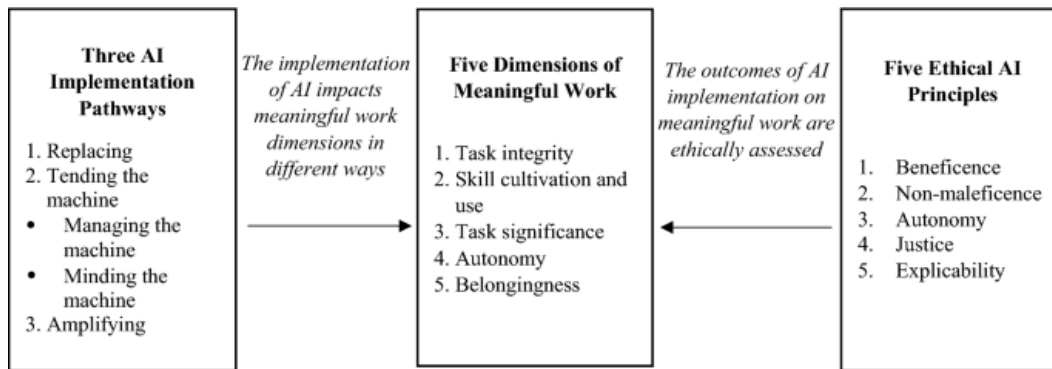 Three AI
Implementation
Pathways
1. Replacing
2. Tending the
machine
• Managing the
machine
• Minding the
machine
3. Amplifying
The implementation
of AI impacts
meaningful work
dimensions in
different ways
Five Dimensions of
Meaningful Work
1. Task integrity
2. Skill cultivation and
use
3. Task significance
4. Autonomy
5. Belongingness
The outcomes of AI
implementation on
meaningful work are
ethically assessed
Five Ethical AI
Principles
1. Beneficence
2. Non-maleficence
3. Autonomy
4. Justice
5. Explicability